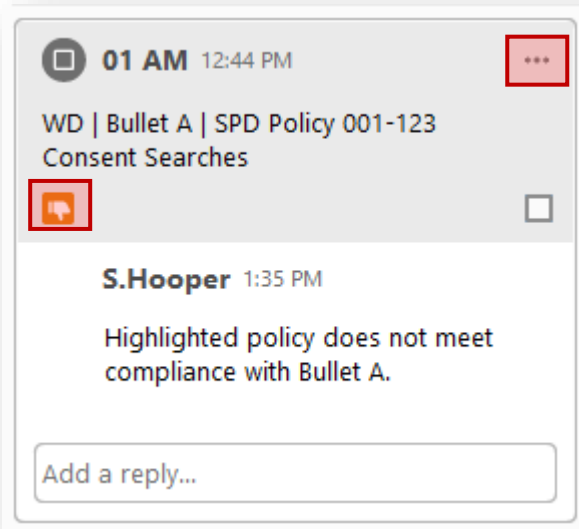 01 AM 12:44 PM
WD | Bullet A | SPD Policy 001-123
Consent Searches
S.Hooper 1:35 PM
Highlighted policy does not meet
compliance with Bullet A.
Add a reply...